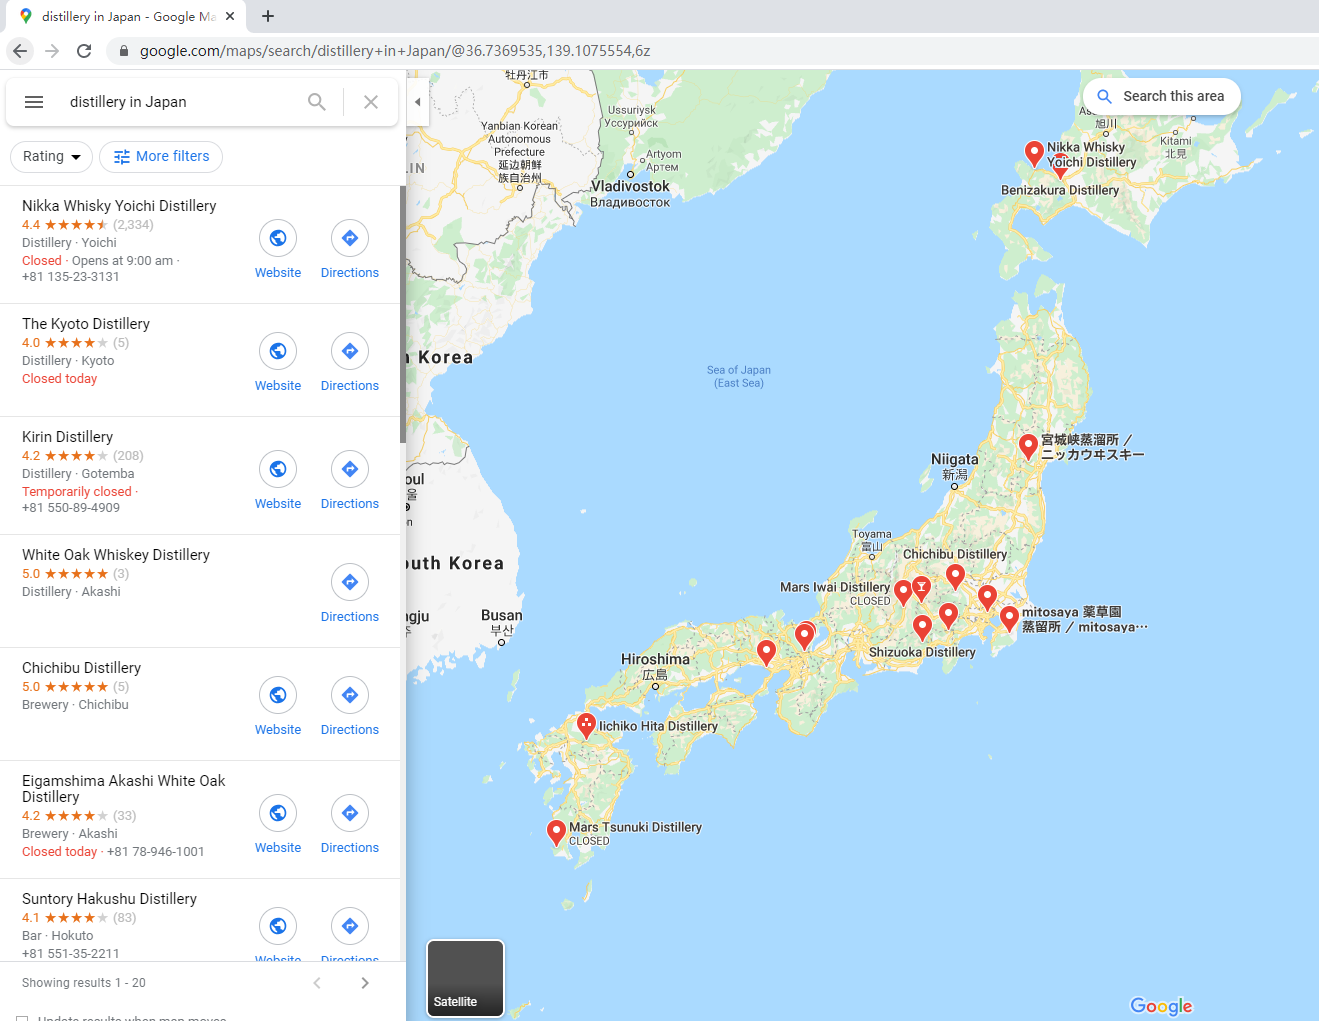 distillery in Japan - Google Ma
google.com/maps/search/distillery+in+Japan/@36.7369535,139.1075554,6z
distillery in Japan
Rating
More filters
Nikka Whisky Yoichi Distillery
4.4 (2,334)
Distillery · Yoichi
Closed · Opens at 9:00 am ·
+81 135-23-3131
Website
Directions
The Kyoto Distillery
4.0 (5)
Distillery · Kyoto
Closed today
Website
Directions
Kirin Distillery
4.2 (208)
Distillery · Gotemba
Temporarily closed ·
+81 550-89-4909
Website
Directions
White Oak Whiskey Distillery
5.0 (3)
Distillery · Akashi
Directions
Chichibu Distillery
5.0 (5)
Brewery · Chichibu
Website
Directions
Eigamshima Akashi White Oak
Distillery
4.2 (33)
Brewery · Akashi
Closed today · +81 78-946-1001
Website
Directions
Suntory Hakushu Distillery
4.1 (83)
Bar · Hokuto
+81 551-35-2211
Website
Directions
Showing results 1 - 20
Update results when map moves
Search this area
牡丹江市
Ussuriysk
Уссурийск
Yanbian Korean
Autonomous
Prefecture
延边朝鲜
族自治州
Artyom
Артем
Vladivostok
Владивосток
旭川
Kitami
北見
Nikka Whisky
Yoichi Distillery
Benizakura Distillery
Korea
Sea of Japan
(East Sea)
宮城峡蒸溜所 /
ニッカウヰスキー
Niigata
新潟
Toyama
富山
Chichibu Distillery
Mars Iwai Distillery
CLOSED
mitosaya 薬草園
蒸留所 / mitosaya…
Shizuoka Distillery
outh Korea
Busan
부산
Hiroshima
広島
Iichiko Hita Distillery
Mars Tsunuki Distillery
CLOSED
Satellite
Google